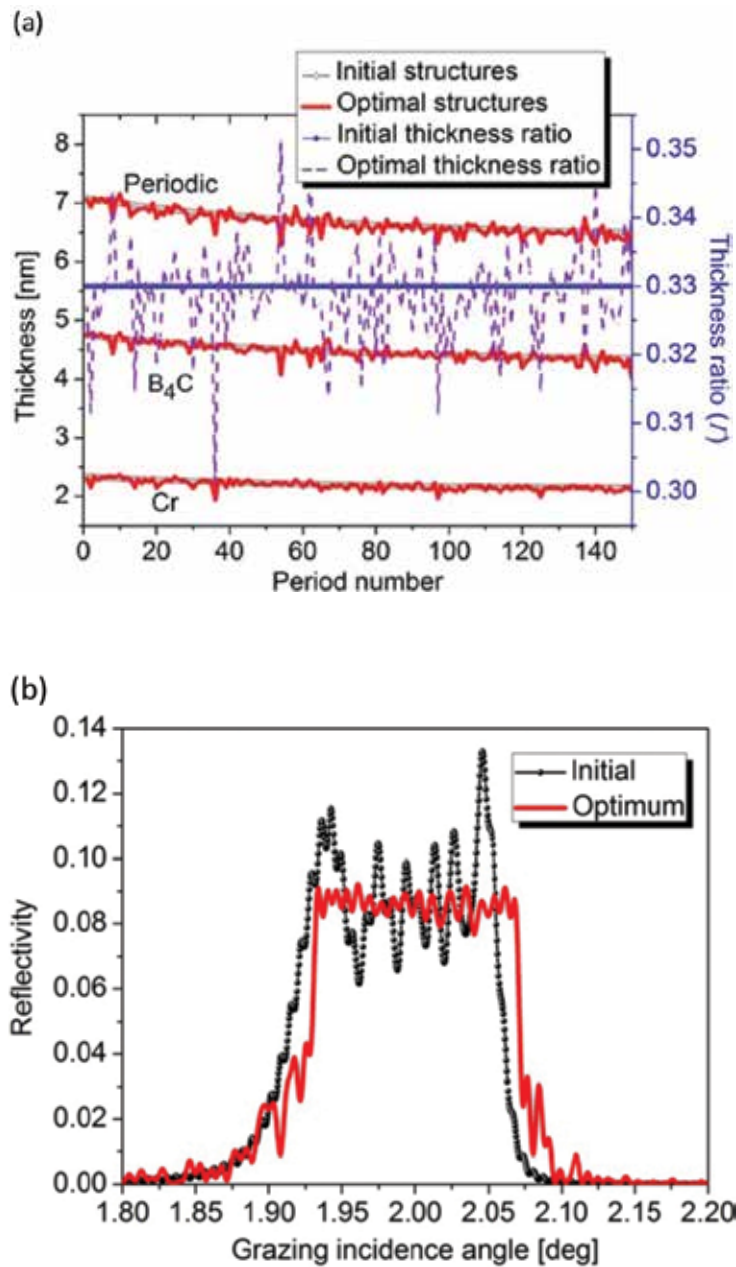 (a)
Initial structures
Optimal structures
Initial thickness ratio
Optimal thickness ratio
8
7
6
5
4
3
2
Thickness [nm]
Periodic
B₄C
Cr
0.35
0.34
0.33
0.32
0.31
0.30
Thickness ratio (Γ)
0 20 40 60 80 100 120 140
Period number
(b)
0.14
0.12
0.10
0.08
0.06
0.04
0.02
0.00
Reflectivity
Initial
Optimum
1.80 1.85 1.90 1.95 2.00 2.05 2.10 2.15 2.20
Grazing incidence angle [deg]